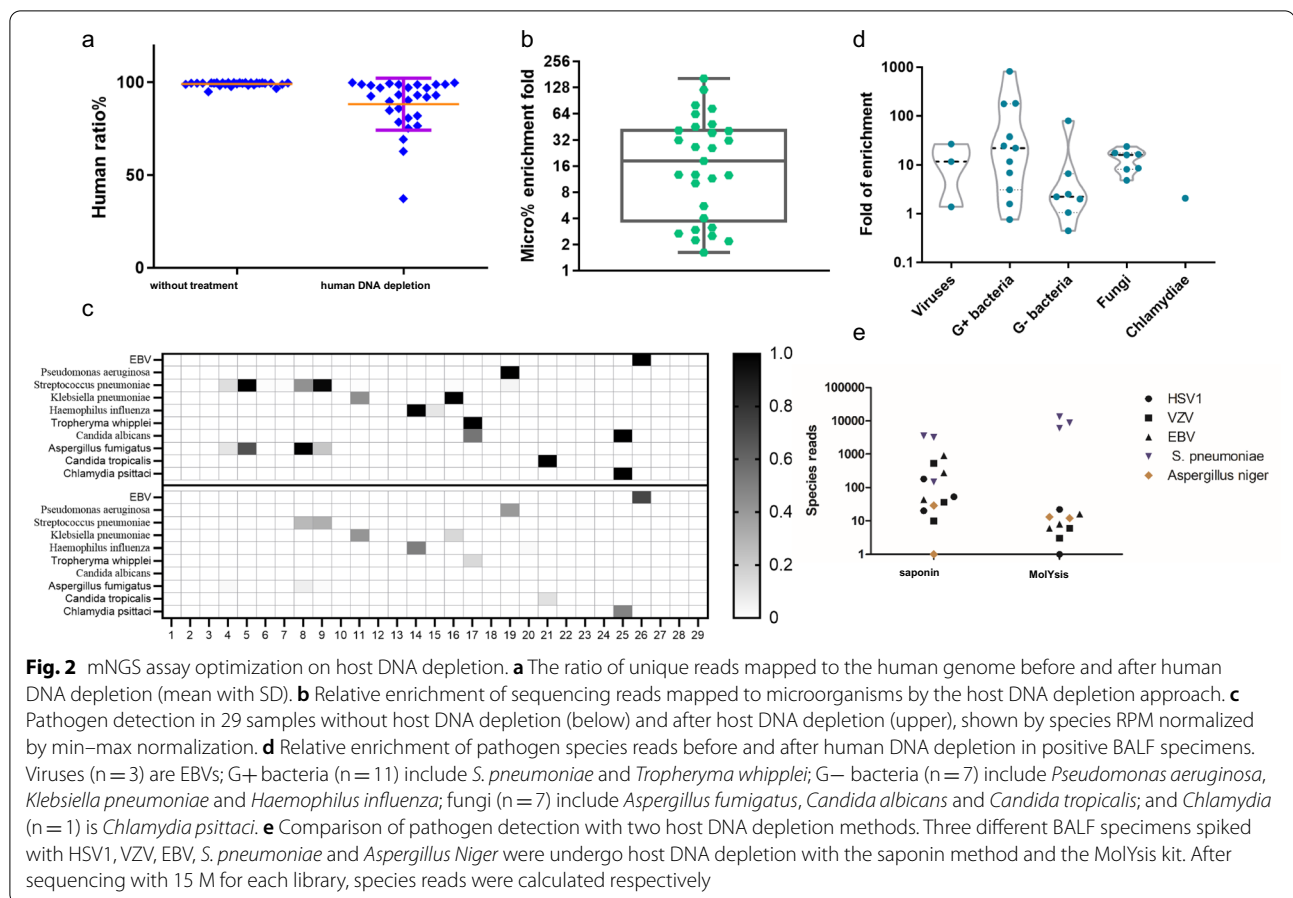 a
Human ratio%
100
50
0
without treatment
human DNA depletion
b
Micro% enrichment fold
256
128
64
32
16
8
4
2
1
d
Fold of enrichment
1000
100
10
1
0.1
Viruses
G+ bacteria
G- bacteria
Fungi
Chlamydiae
c
EBV
Pseudomonas aeruginosa
Streptococcus pneumoniae
Klebsiella pneumoniae
Haemophilus influenza
Tropheryma whipplei
Candida albicans
Aspergillus fumigatus
Candida tropicalis
Chlamydia psittaci
EBV
Pseudomonas aeruginosa
Streptococcus pneumoniae
Klebsiella pneumoniae
Haemophilus influenza
Tropheryma whipplei
Candida albicans
Aspergillus fumigatus
Candida tropicalis
Chlamydia psittaci
1 2 3 4 5 6 7 8 9 10 11 12 13 14 15 16 17 18 19 20 21 22 23 24 25 26 27 28 29
1.0
0.8
0.6
0.4
0.2
0
e
Species reads
100000
10000
1000
100
10
1
saponin
MolYsis
HSV1
VZV
EBV
S. pneumoniae
Aspergillus niger
Fig. 2 mNGS assay optimization on host DNA depletion. a The ratio of unique reads mapped to the human genome before and after human
DNA depletion (mean with SD). b Relative enrichment of sequencing reads mapped to microorganisms by the host DNA depletion approach. c
Pathogen detection in 29 samples without host DNA depletion (below) and after host DNA depletion (upper), shown by species RPM normalized
by min–max normalization. d Relative enrichment of pathogen species reads before and after human DNA depletion in positive BALF specimens.
Viruses (n = 3) are EBVs; G+ bacteria (n = 11) include S. pneumoniae and Tropheryma whipplei; G− bacteria (n = 7) include Pseudomonas aeruginosa,
Klebsiella pneumoniae and Haemophilus influenza; fungi (n = 7) include Aspergillus fumigatus, Candida albicans and Candida tropicalis; and Chlamydia
(n = 1) is Chlamydia psittaci. e Comparison of pathogen detection with two host DNA depletion methods. Three different BALF specimens spiked
with HSV1, VZV, EBV, S. pneumoniae and Aspergillus Niger were undergo host DNA depletion with the saponin method and the MolYsis kit. After
sequencing with 15 M for each library, species reads were calculated respectively